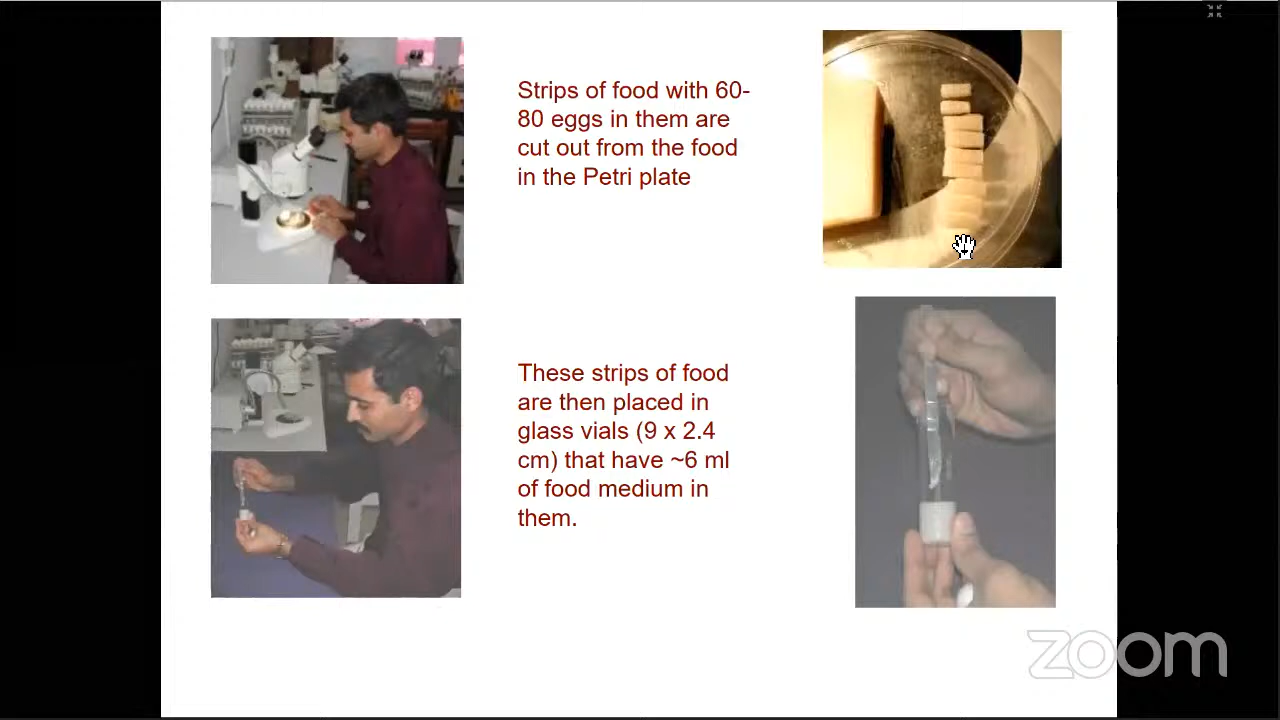 Strips of food with 60-
80 eggs in them are
cut out from the food
in the Petri plate
These strips of food
are then placed in
glass vials (9 x 2.4
cm) that have ~6 ml
of food medium in
them.
zoom